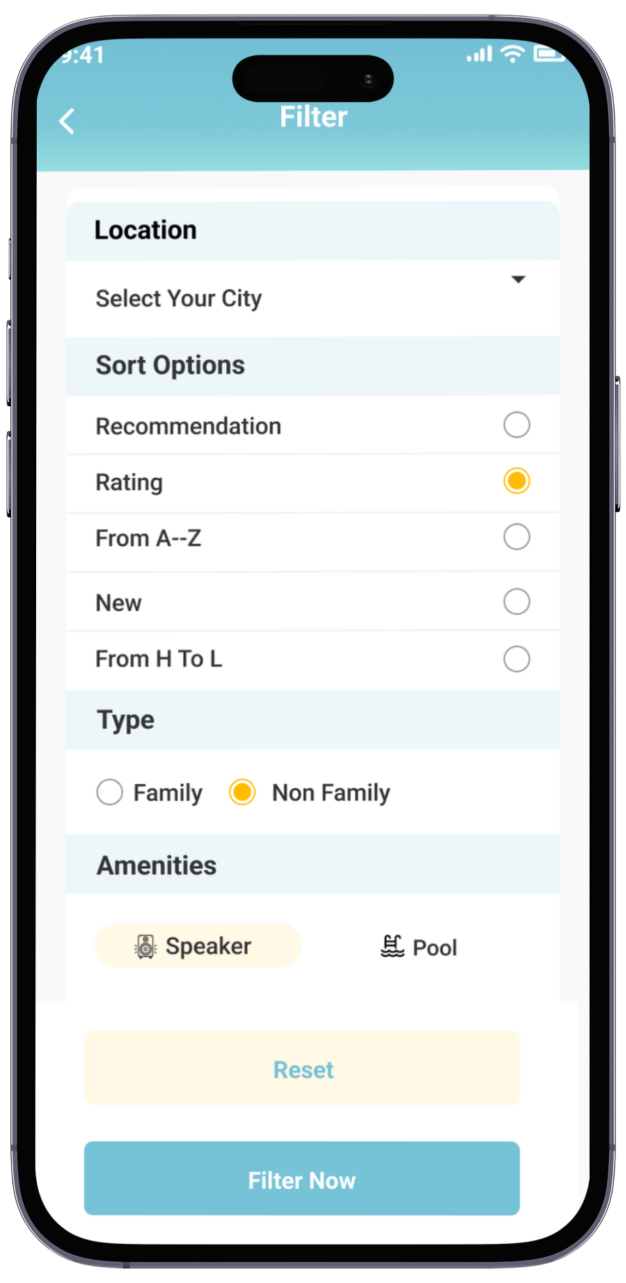 9:41
Filter
Location
Select Your City
Sort Options
Recommendation
Rating
From A--Z
New
From H To L
Type
Family Non Family
Amenities
Speaker Pool
Reset
Filter Now